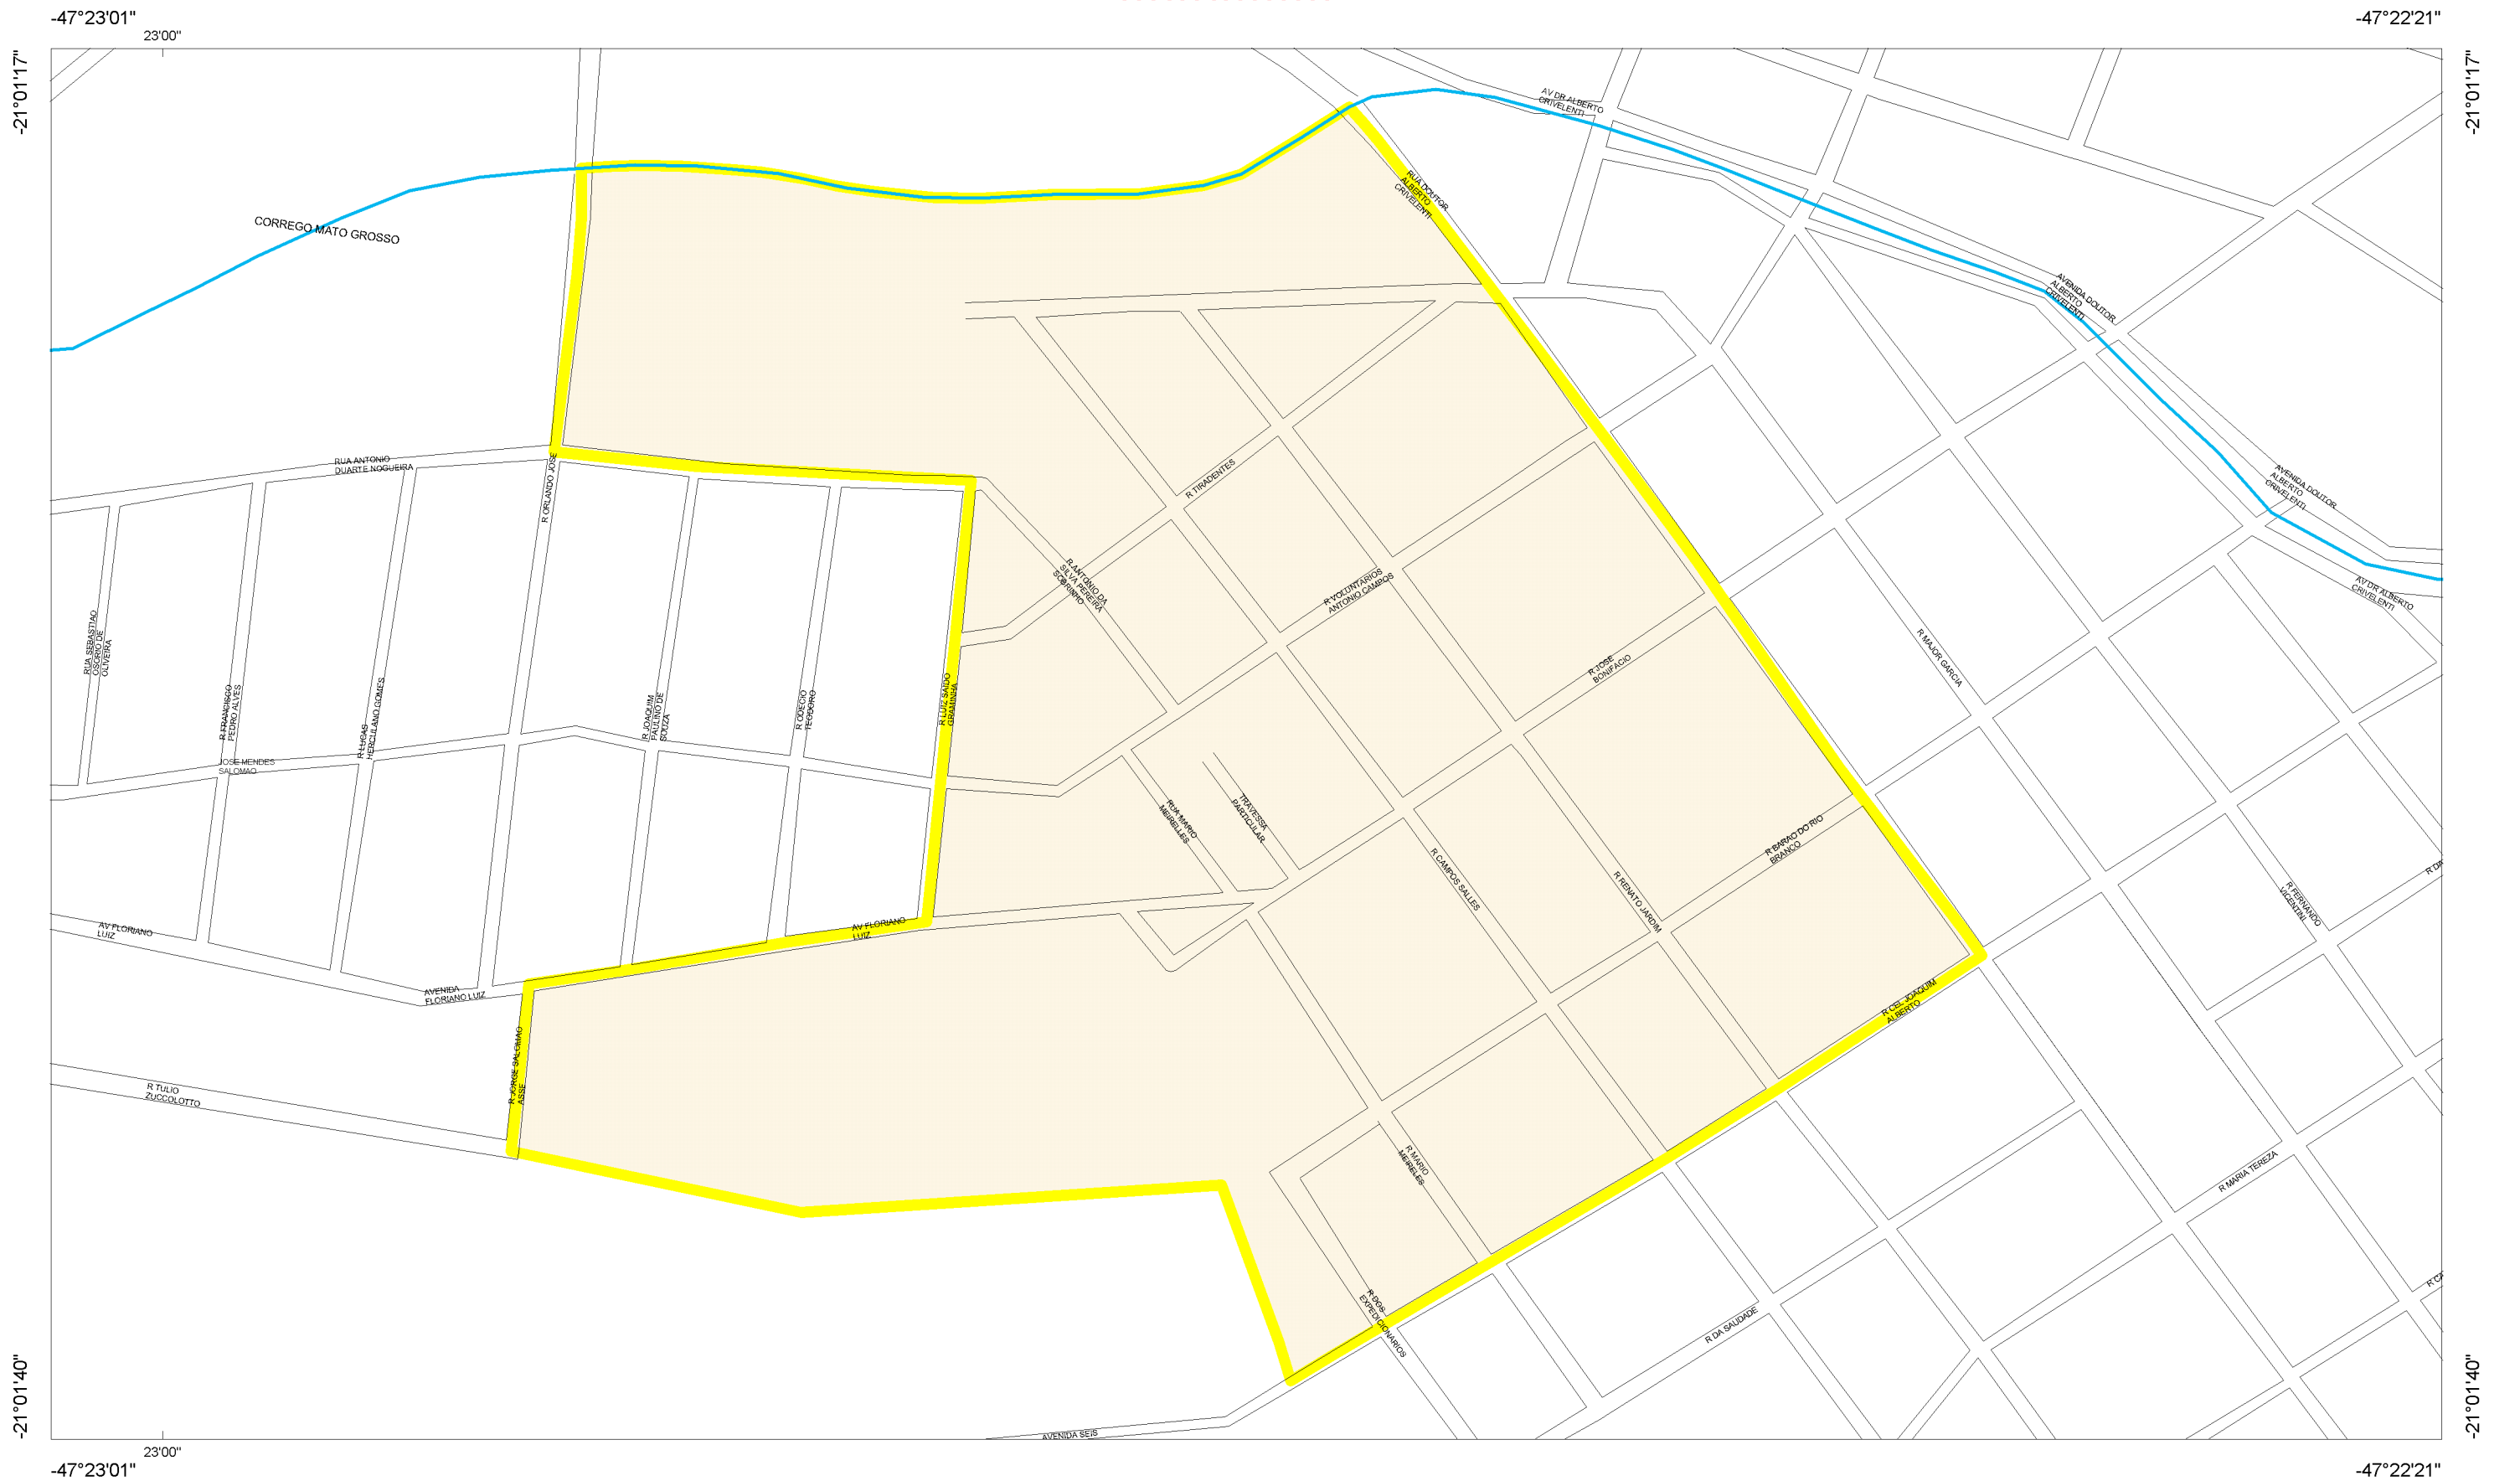 -47°23'01"
-47°22'21"
23'00"
-21°01'17"
-21°01'17"
AV DR ALBERTO
CRIVELENTI
RUA DOUTOR
ALBERTO
CRIVELENTI
CORREGO MATO GROSSO
AVENIDA DOUTOR
ALBERTO
CRIVELENTI
RUA ANTONIO
DUARTE NOGUEIRA
R ORLANDO JOSE
R TIRADENTES
AVENIDA DOUTOR
ALBERTO
CRIVELENTI
R ANTONIO DA
SILVA PEREIRA
SOBRINHO
R VOLUNTARIOS
ANTONIO CAMPOS
AV DR ALBERTO
CRIVELENTI
RUA SEBASTIAO
OSORIO DE
OLIVEIRA
R MAJOR GARCIA
R JOSE
BONIFACIO
R FRANCISCO
PEDRO ALVES
R LUCAS
HERCULANO GOMES
R JOAQUIM
PAULINO DE
SOUZA
R ODECIO
TEODORO
R LUIZ SAIDO
GRAMINHA
JOSE MENDES
SALOMAO
RUA MARIO
MEIRELLES
TRAVESSA
PARTICULAR
R BARAO DO RIO
BRANCO
R CAMPOS SALLES
R RENATO JARDIM
R FERNANDO
VICENTINI
R DA
AV FLORIANO
LUIZ
AV FLORIANO
LUIZ
AVENIDA
FLORIANO LUIZ
R CEL JOAQUIM
ALBERTO
R JORGE SALOMAO
ASSE
R TULIO
ZUCCOLOTTO
R MARIO
MEIRELES
R MARIA TEREZA
R DOS
EXPEDICIONARIOS
R DA SAUDADE
R CA
AVENIDA SEIS
-21°01'40"
-21°01'40"
23'00"
-47°23'01"
-47°22'21"